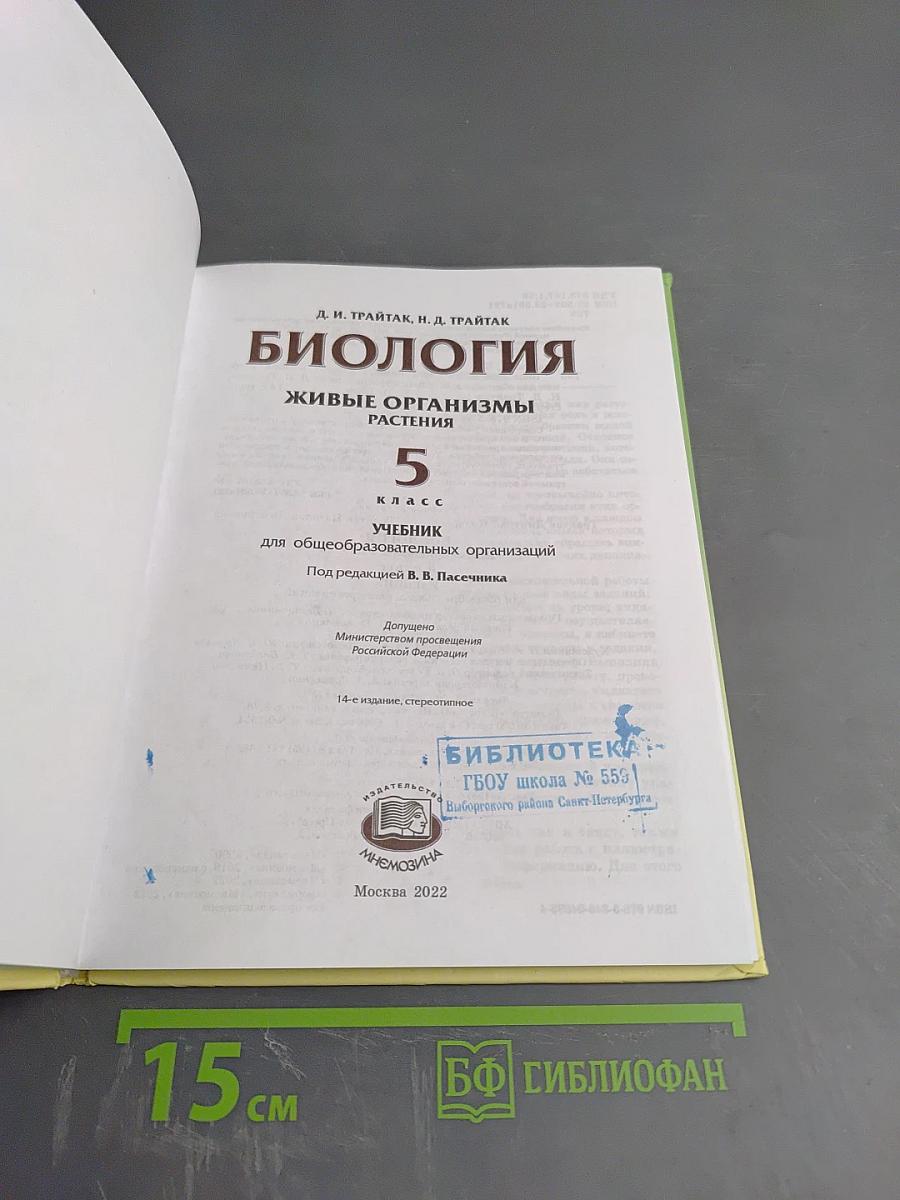 Д. И. ТРАЙТАК, Н. Д. ТРАЙТАК
БИОЛОГИЯ
ЖИВЫЕ ОРГАНИЗМЫ
РАСТЕНИЯ
5
класс
УЧЕБНИК
для общеобразовательных организаций
Под редакцией В. В. Пасечника
Допущено
Министерством просвещения
Российской Федерации
14-е издание, стереотипное
БИБЛИОТЕКА
ГБОУ школа № 559
Выборгского района Санкт-Петербурга
ИЗДАТЕЛЬСТВО
МНЕМОЗИНА
Москва 2022
15 см
БФ БИБЛИОФАН